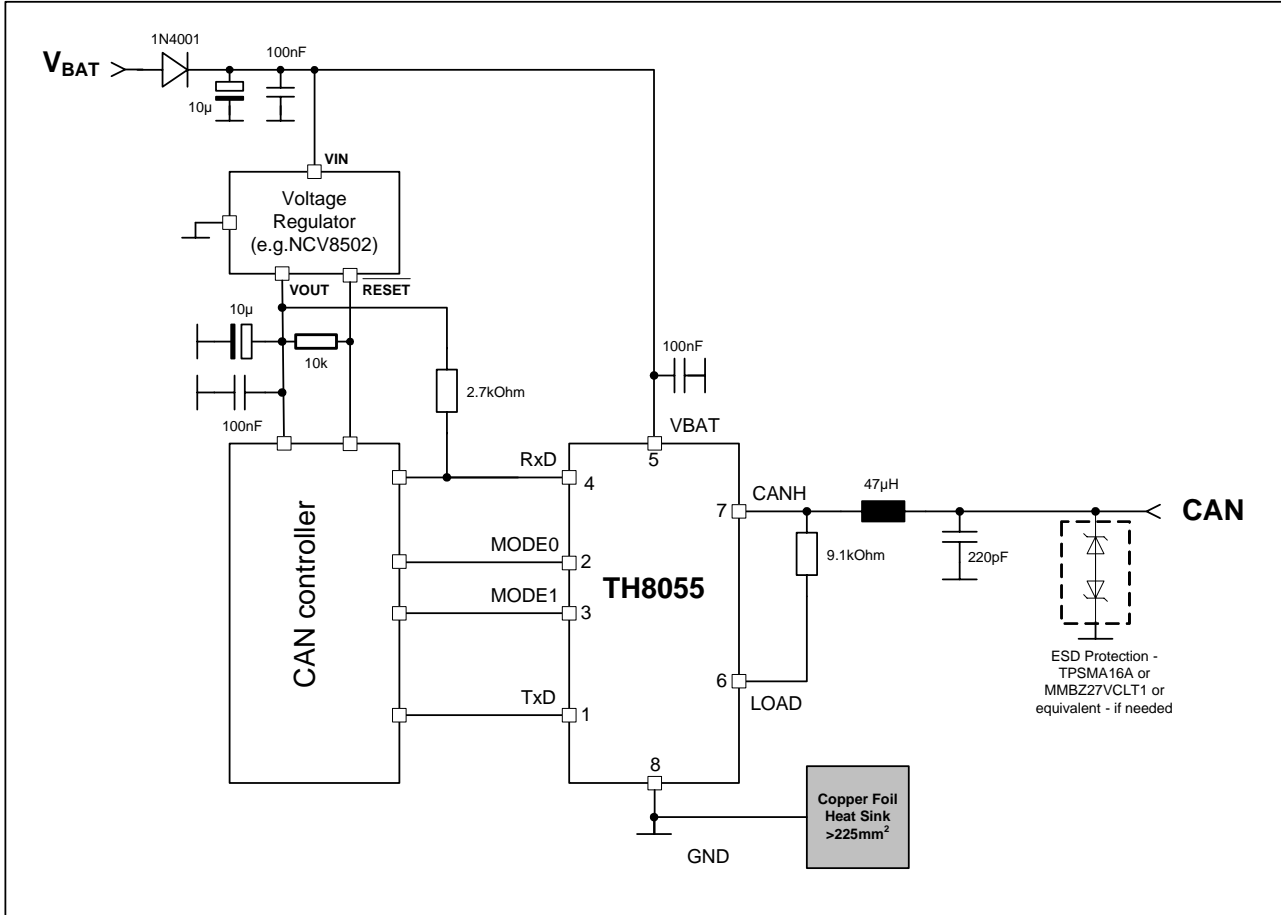 1N4001
100nF
VBAT
10µ
VIN
Voltage
Regulator
(e.g.NCV8502)
VOUT
RESET
10µ
10k
100nF
2.7kOhm
100nF
VBAT
5
RxD
4
CANH
7
47µH
CAN
MODE0
2
9.1kOhm
220pF
CAN controller
TH8055
MODE1
3
ESD Protection -
TPSMA16A or
MMBZ27VCLT1 or
equivalent - if needed
6
LOAD
TxD
1
8
Copper Foil
Heat Sink
>225mm2
GND